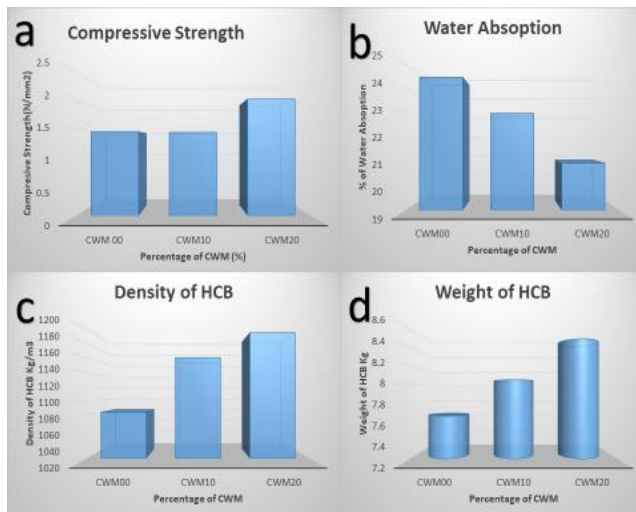 a
Compressive Strength
Compresive Strength(N/mm2)
2.5
2
1.5
1
0.5
0
CWM 00
CWM10
CWM20
Percentage of CWM (%)
b
Water Absoption
% of Water Absoption
25
24
23
22
21
20
19
CWM00
CWM10
CWM20
Percentage of CWM
c
Density of HCB
Density of HCB Kg/m3
1200
1180
1160
1140
1120
1100
1080
1060
1040
1020
CWM00
CWM10
CWM20
Percentage of CWM
d
Weight of HCB
Weight of HCB Kg
8.6
8.4
8.2
8
7.8
7.6
7.4
7.2
CWM00
CWM10
CWM20
Percentage of CWM